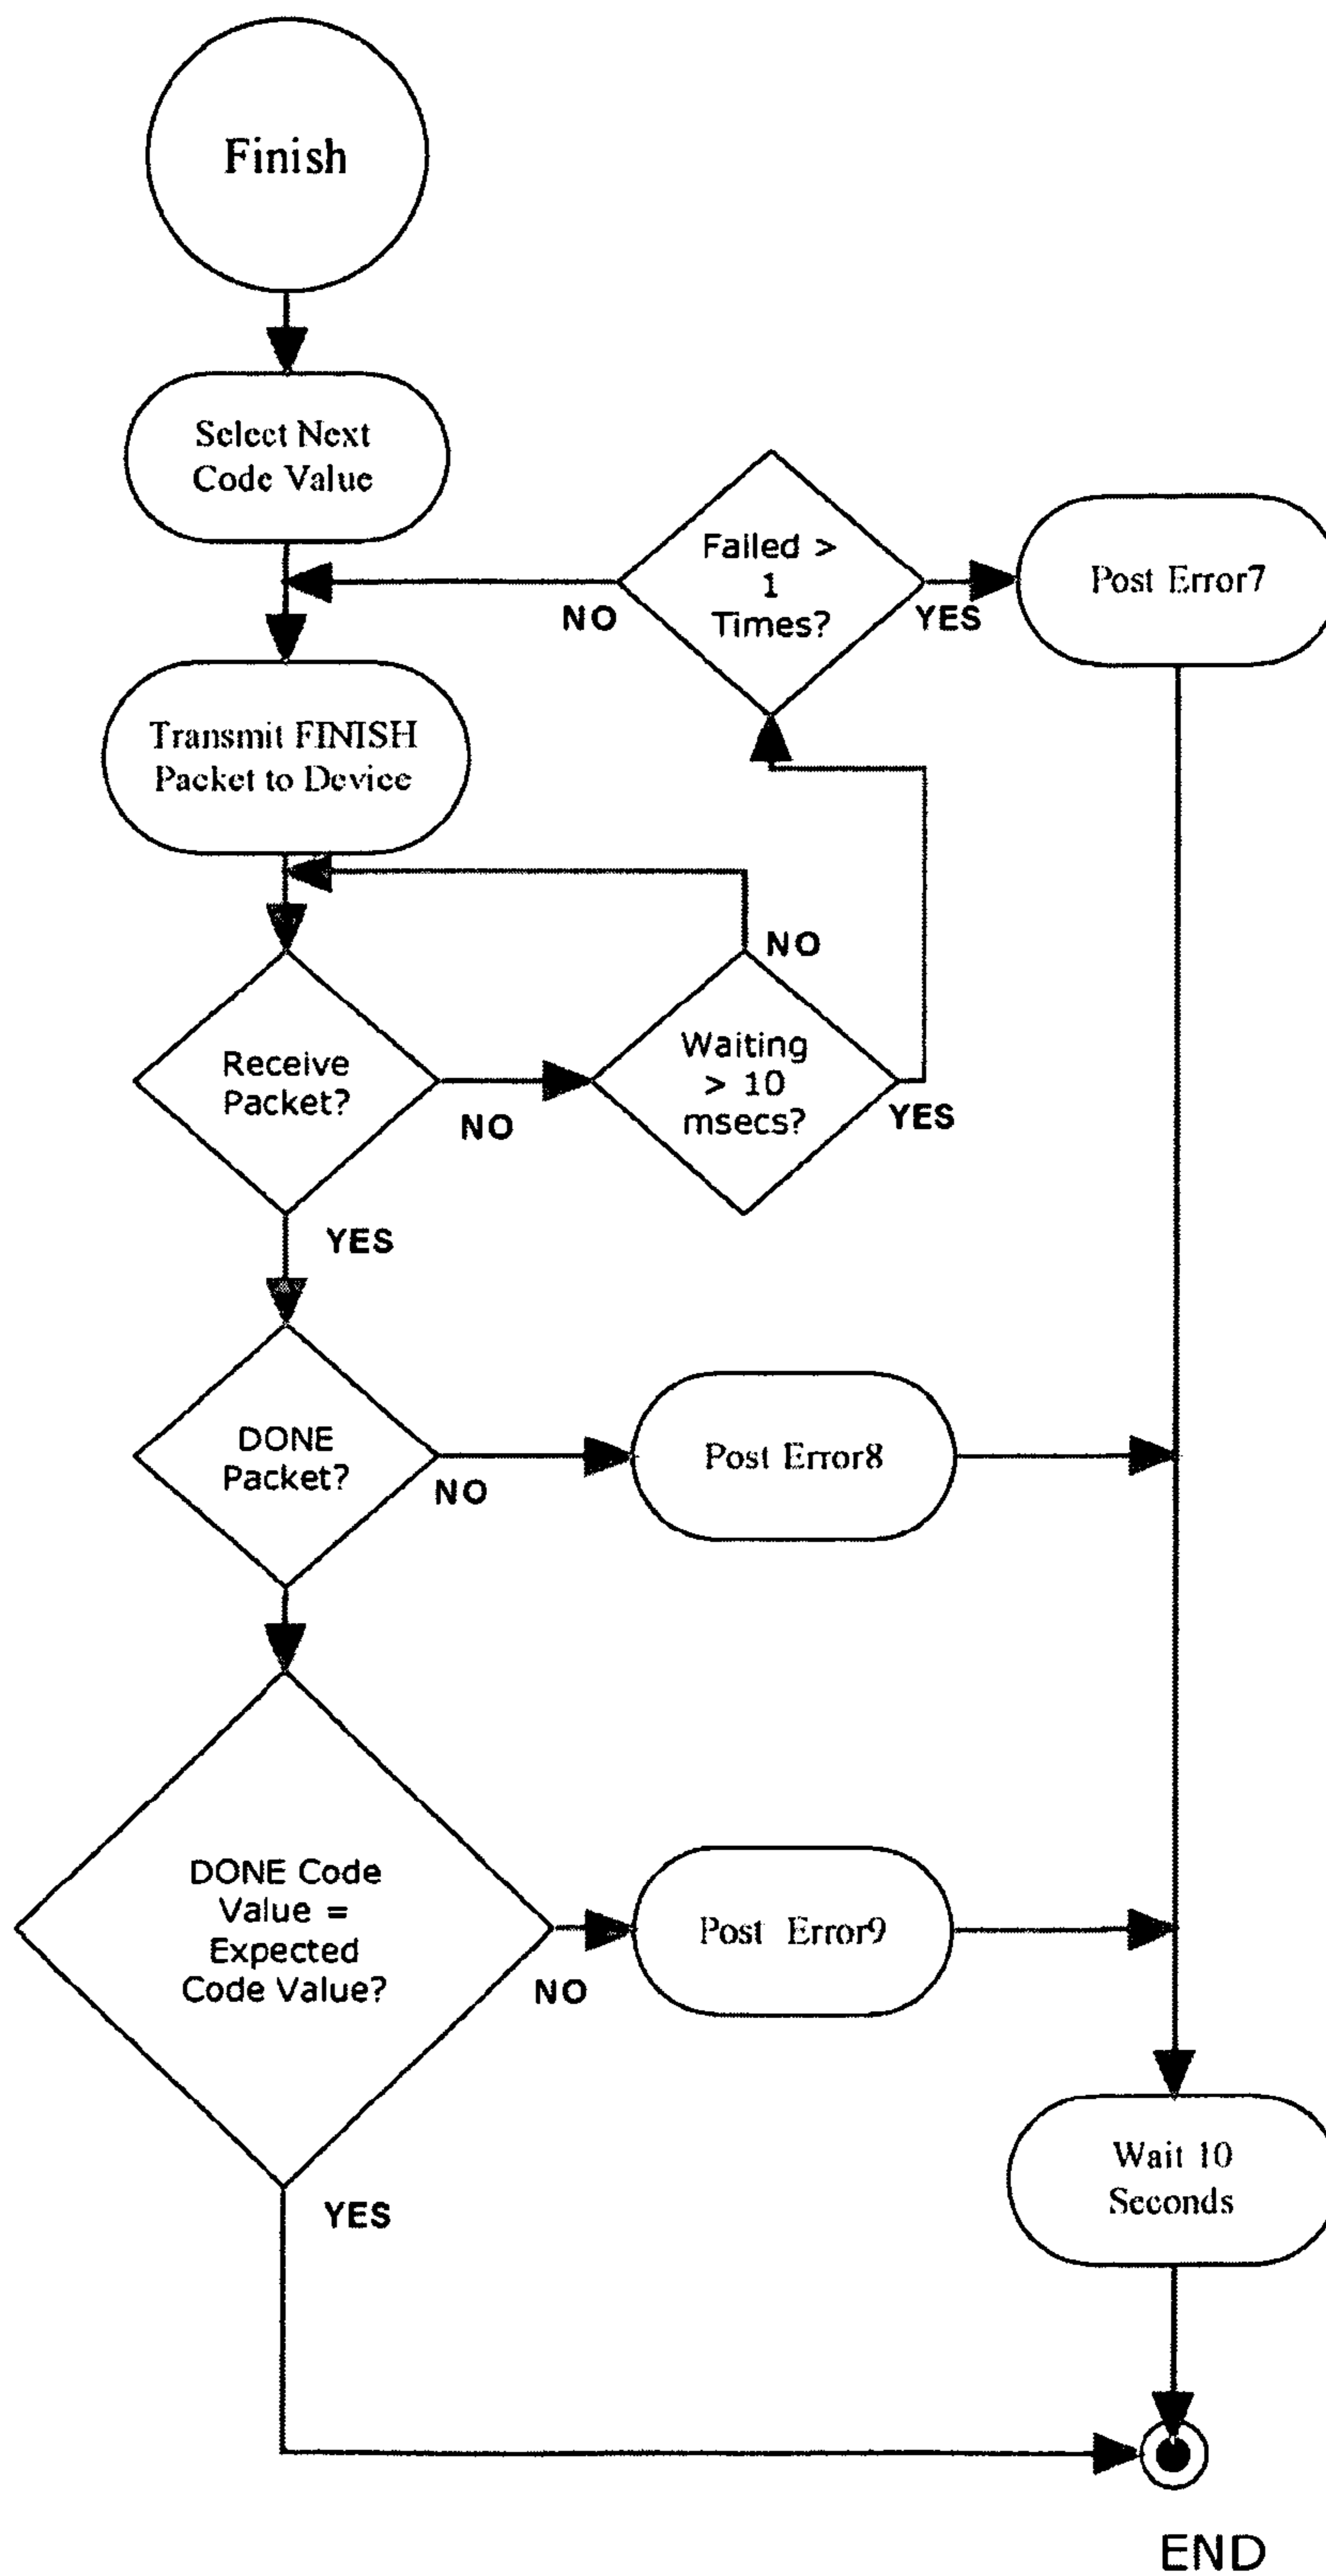 Finish
Select Next
Code Value
Failed >
1
Times?
NO
YES
Post Error7
Transmit FINISH
Packet to Device
NO
Receive
Packet?
NO
Waiting
> 10
msecs?
YES
YES
DONE
Packet?
NO
Post Error8
DONE Code
Value =
Expected
Code Value?
NO
Post Error9
YES
Wait 10
Seconds
END